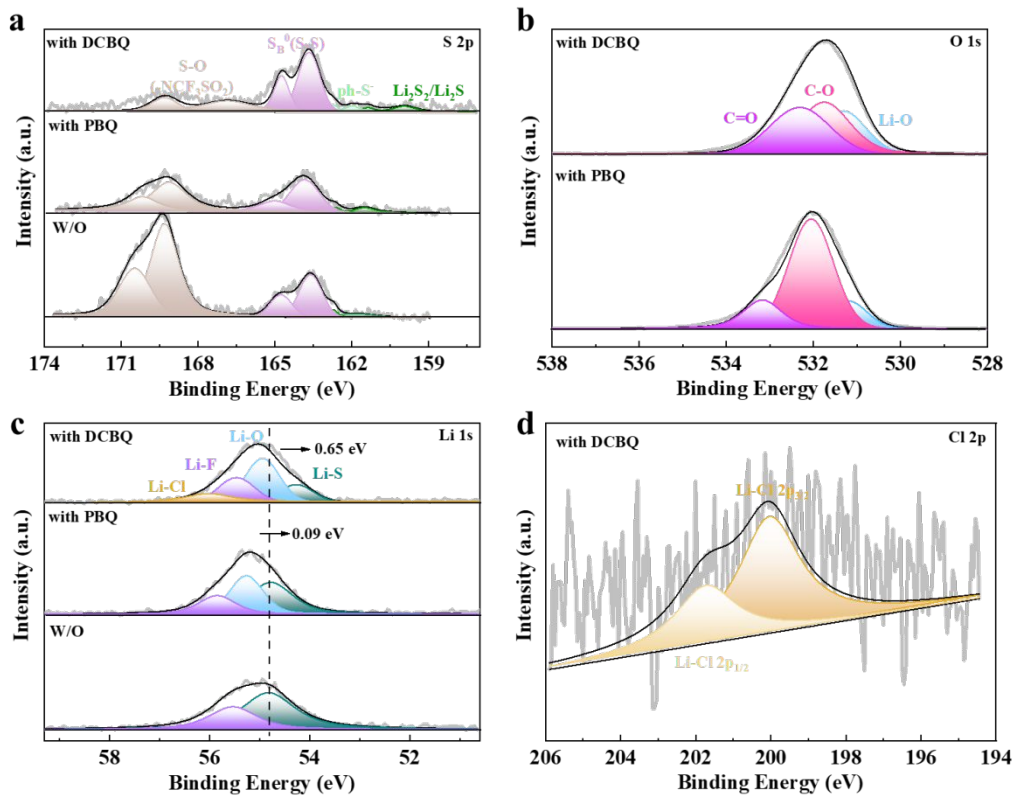 a
with DCBQ
S_B^0(S-S)
S 2p
S-O
(-NCF3SO2)
ph-S-
Li2S2/Li2S
with PBQ
W/O
Intensity (a.u.)
174 171 168 165 162 159
Binding Energy (eV)
b
with DCBQ
O 1s
C=O
C-O
Li-O
with PBQ
Intensity (a.u.)
538 536 534 532 530 528
Binding Energy (eV)
c
with DCBQ
Li 1s
Li-O
0.65 eV
Li-F
Li-S
Li-Cl
with PBQ
0.09 eV
W/O
Intensity (a.u.)
58 56 54 52
Binding Energy (eV)
d
with DCBQ
Cl 2p
Li-Cl 2p3/2
Li-Cl 2p1/2
Intensity (a.u.)
206 204 202 200 198 196 194
Binding Energy (eV)